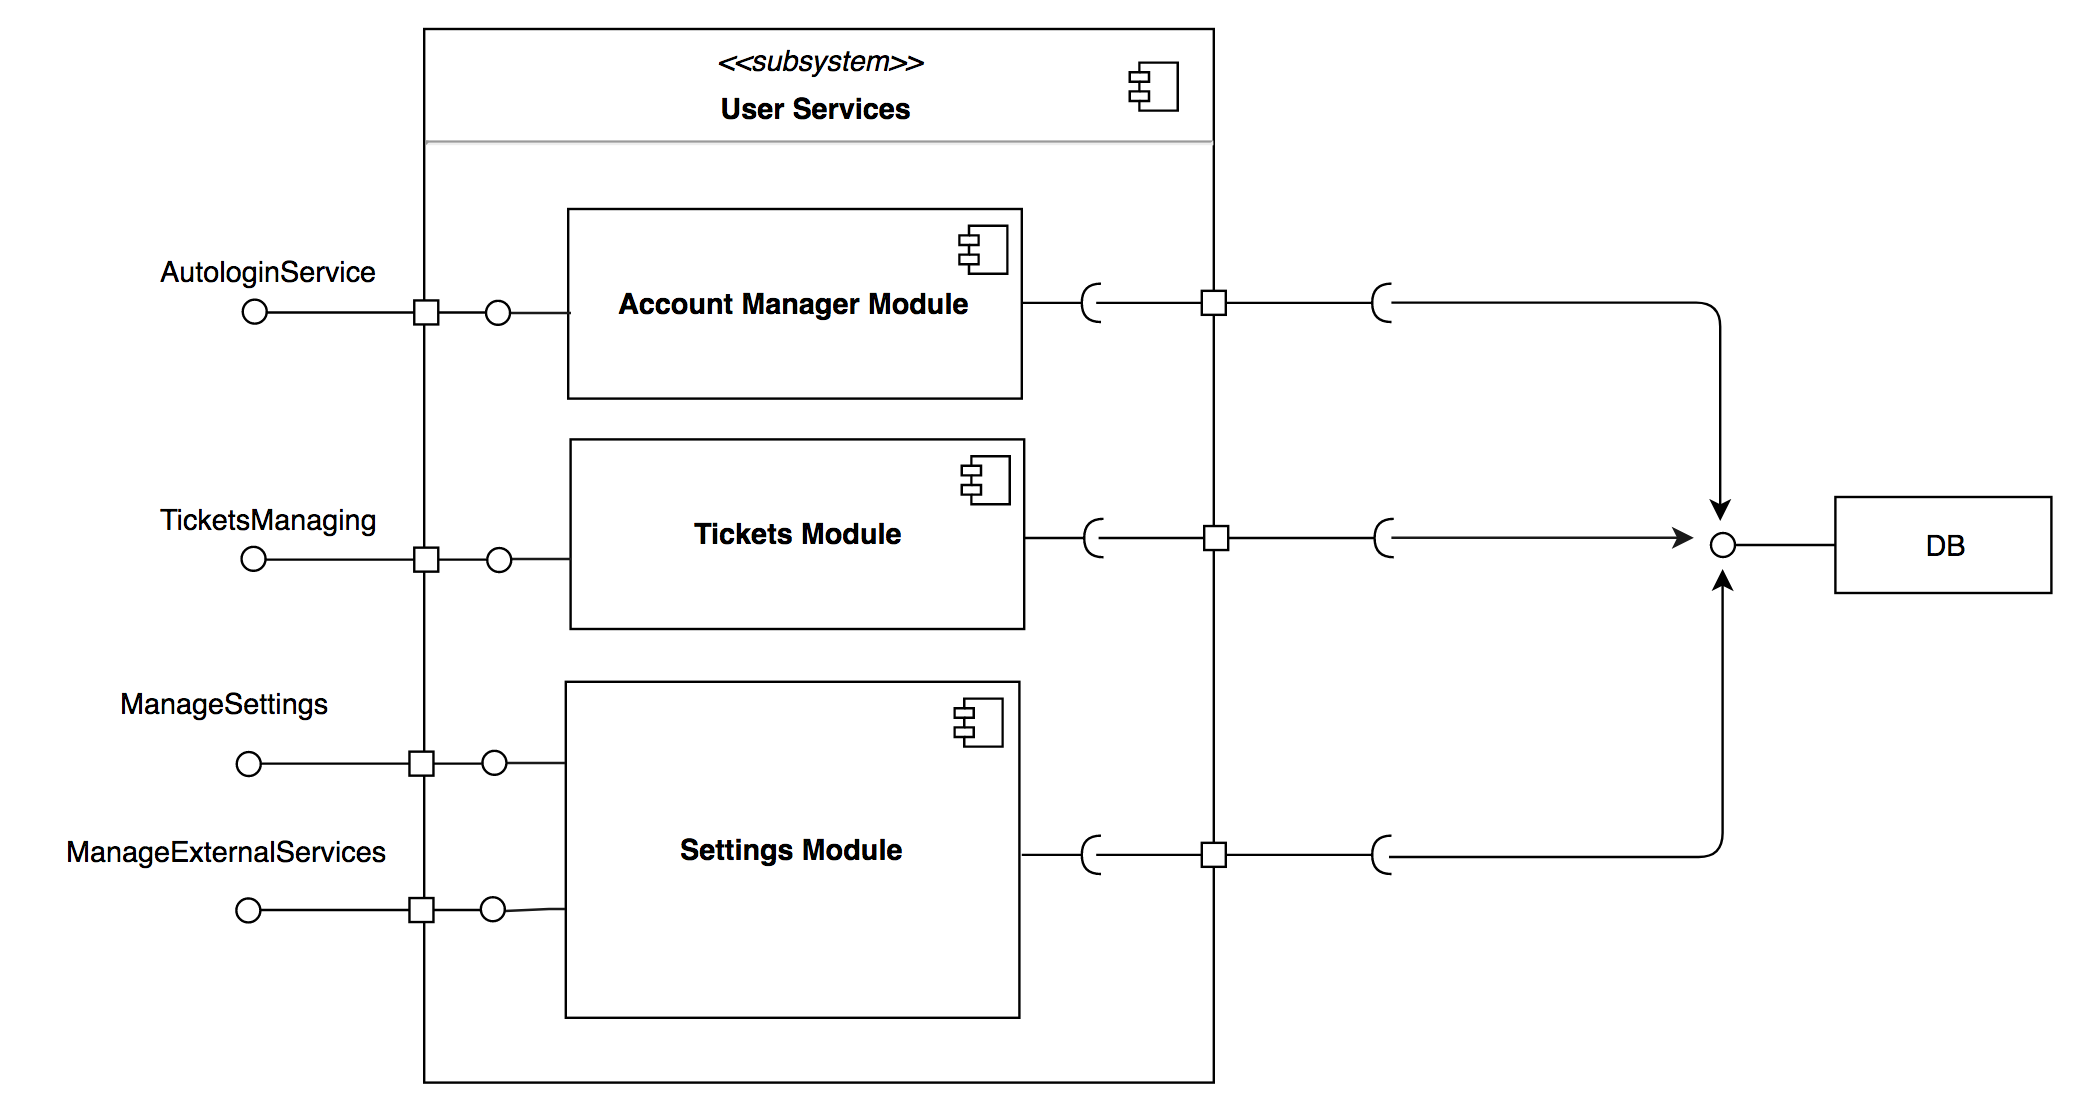 <<subsystem>>
User Services
AutologinService
Account Manager Module
TicketsManaging
Tickets Module
DB
ManageSettings
ManageExternalServices
Settings Module